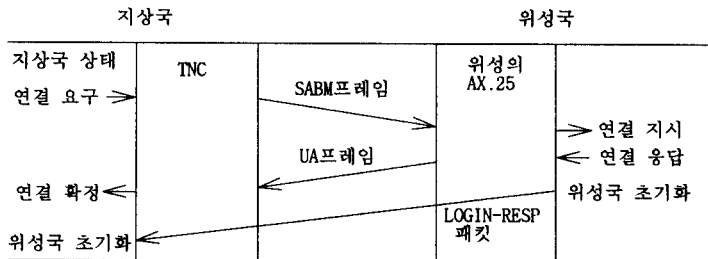 지상국 위성국
지상국 상태
TNC
위성의
AX.25
연결 요구
SABM프레임
연결 지시
UA프레임
연결 응답
연결 확정
위성국 초기화
LOGIN-RESP
패킷
위성국 초기화